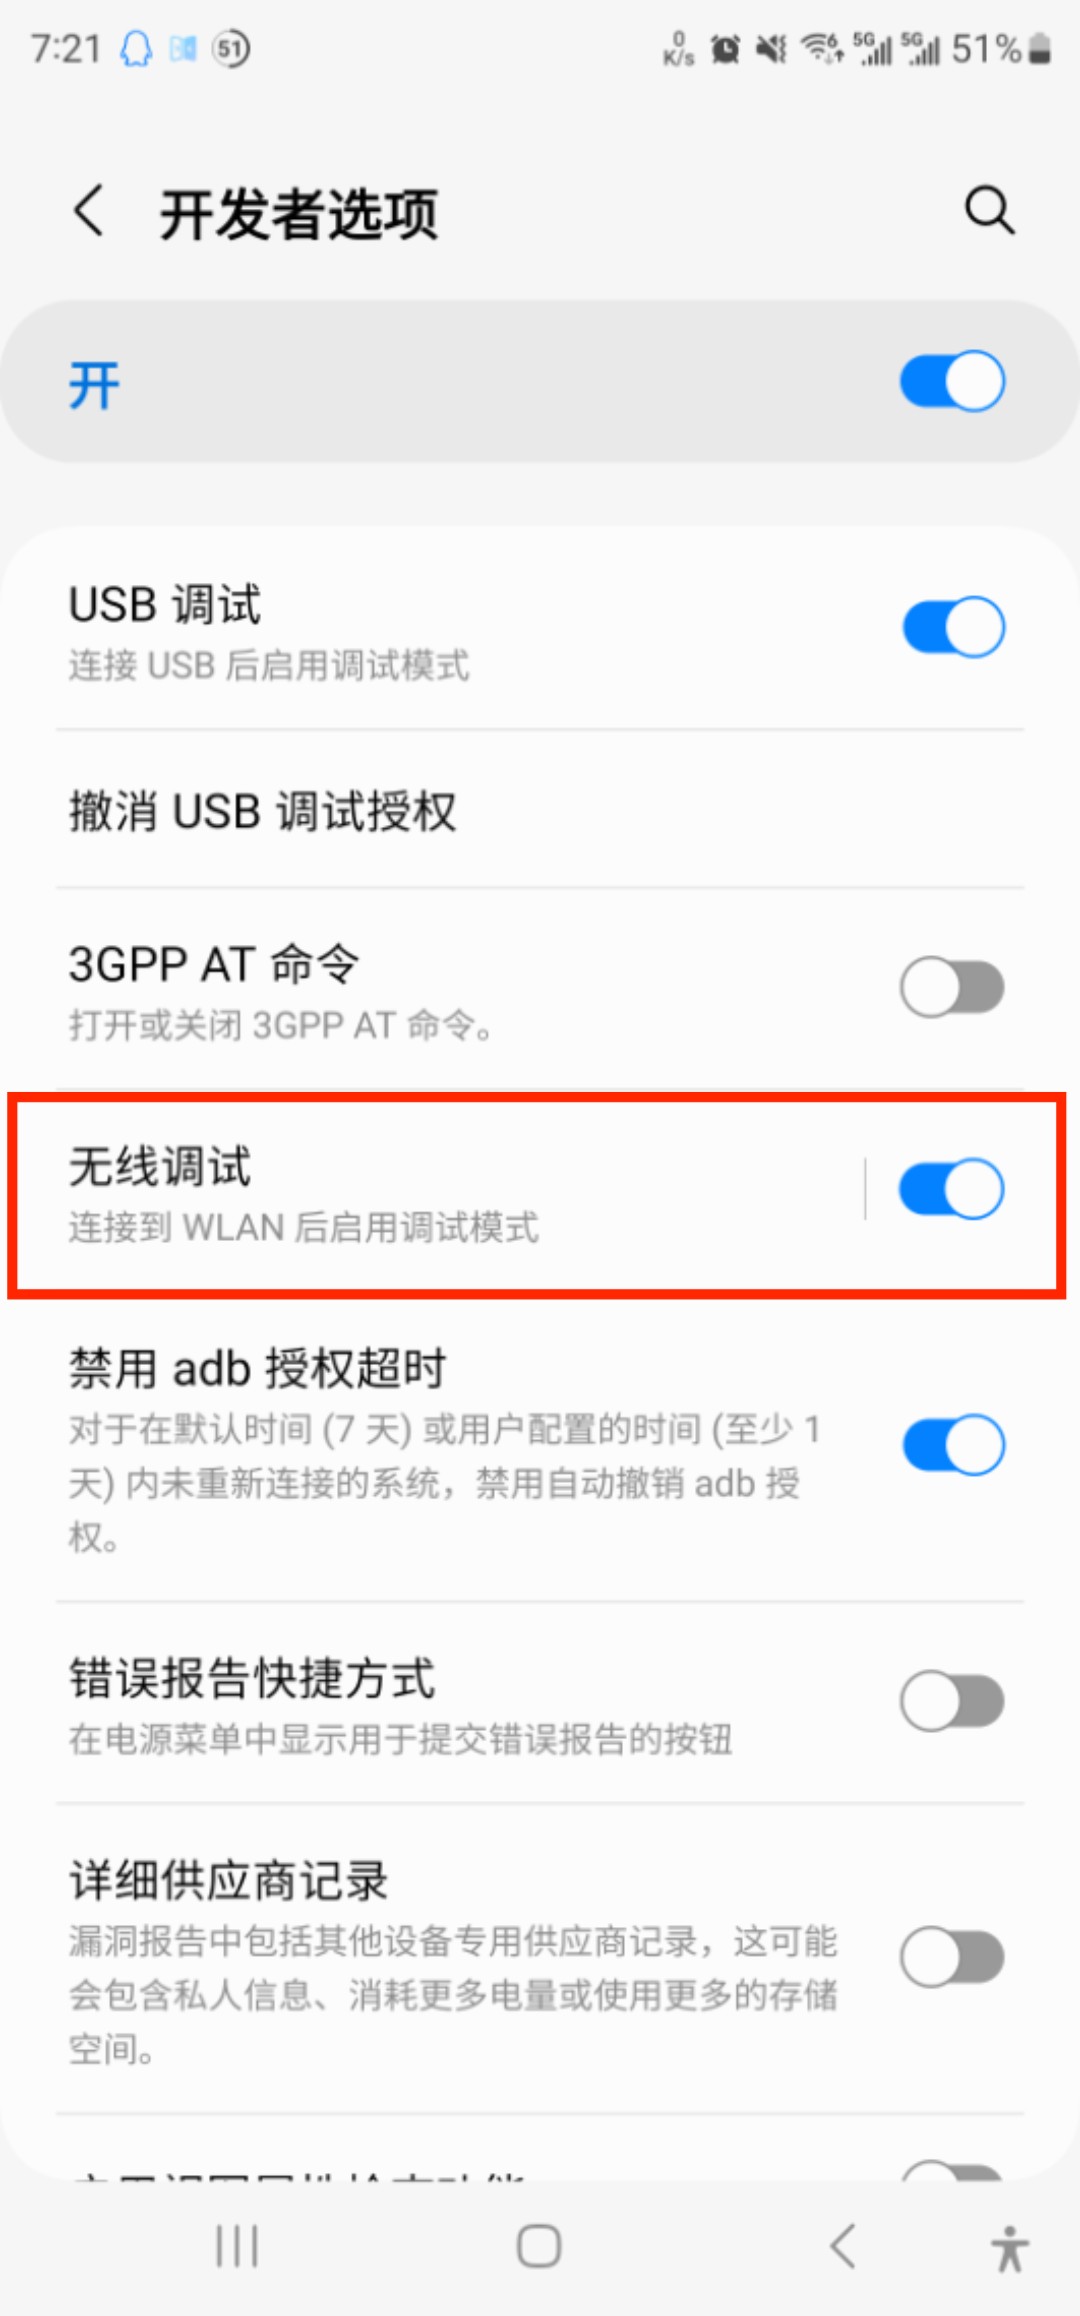 7:21 51 0 K/s 6 5G 5G 51%
开发者选项
开
USB 调试
连接 USB 后启用调试模式
撤消 USB 调试授权
3GPP AT 命令
打开或关闭 3GPP AT 命令。
无线调试
连接到 WLAN 后启用调试模式
禁用 adb 授权超时
对于在默认时间 (7 天) 或用户配置的时间 (至少 1
天) 内未重新连接的系统，禁用自动撤销 adb 授
权。
错误报告快捷方式
在电源菜单中显示用于提交错误报告的按钮
详细供应商记录
漏洞报告中包括其他设备专用供应商记录，这可能
会包含私人信息、消耗更多电量或使用更多的存储
空间。